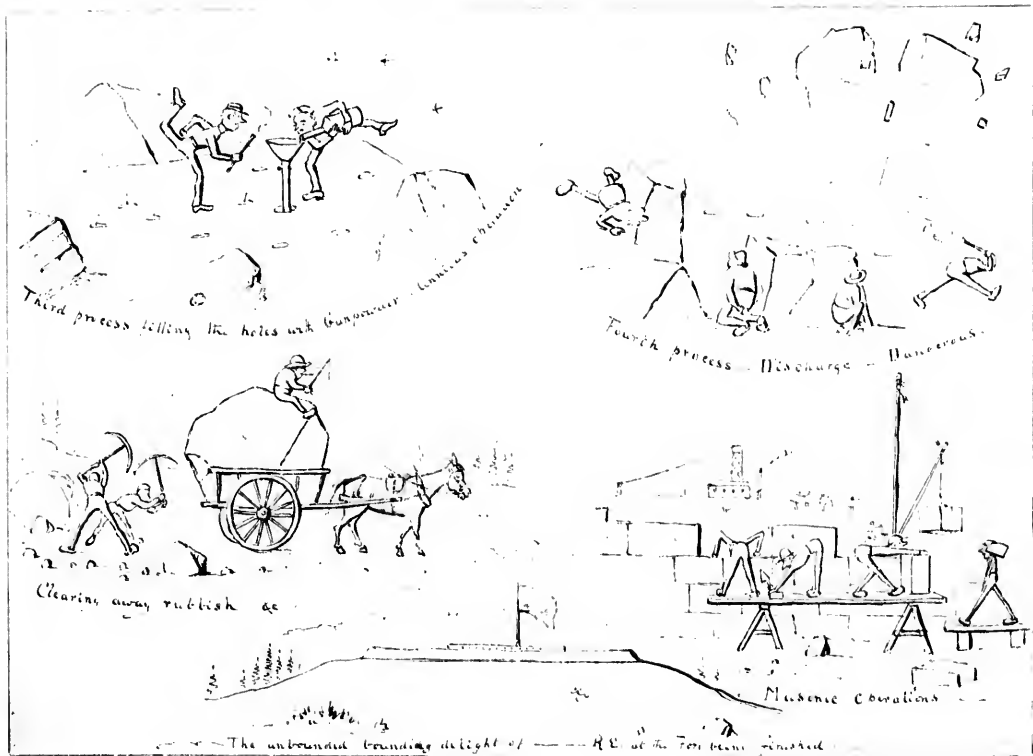 Third process filling the holes with Gunpowder
Fourth process - Discharge - Dangerous.
Clearing away rubbish &c
Masonic operations - -
The unbounded bounding delight of - - R.E. at the Fort being finished